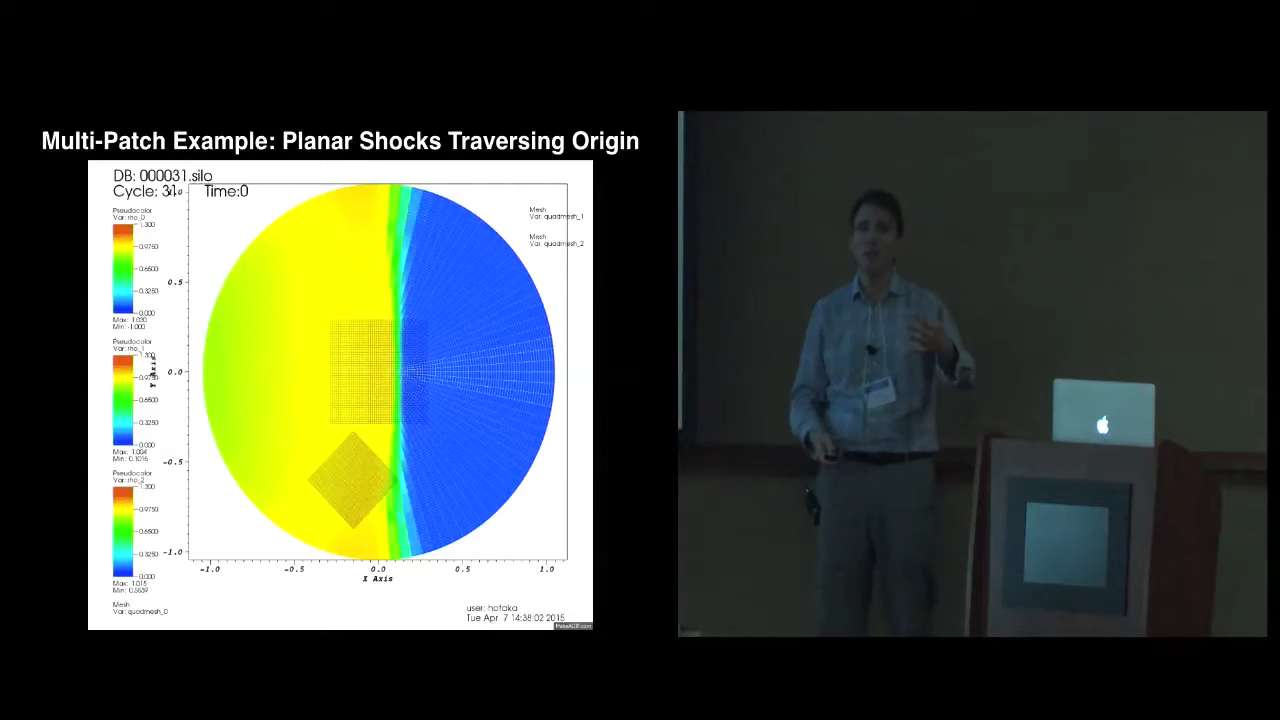 Multi-Patch Example: Planar Shocks Traversing Origin
DB: 000031.silo
Cycle: 31 Time:0
Pseudocolor
Var: rho_0
1.300
0.9750
0.6500
0.3250
0.000
Max: 1.030
Min: -1.000
Pseudocolor
Var: rho_1
1.300
0.9750
0.6500
0.3250
0.000
Max: 1.004
Min: 0.1016
Pseudocolor
Var: rho_2
1.300
0.9750
0.6500
0.3250
0.000
Max: 1.015
Min: 0.5539
Mesh
Var: quadmesh_0
Mesh
Var: quadmesh_1
Mesh
Var: quadmesh_2
1.0
0.5
0.0
-0.5
-1.0
Y Axis
-1.0 -0.5 0.0 0.5 1.0
X Axis
user: hotaka
Tue Apr 7 14:38:02 2015